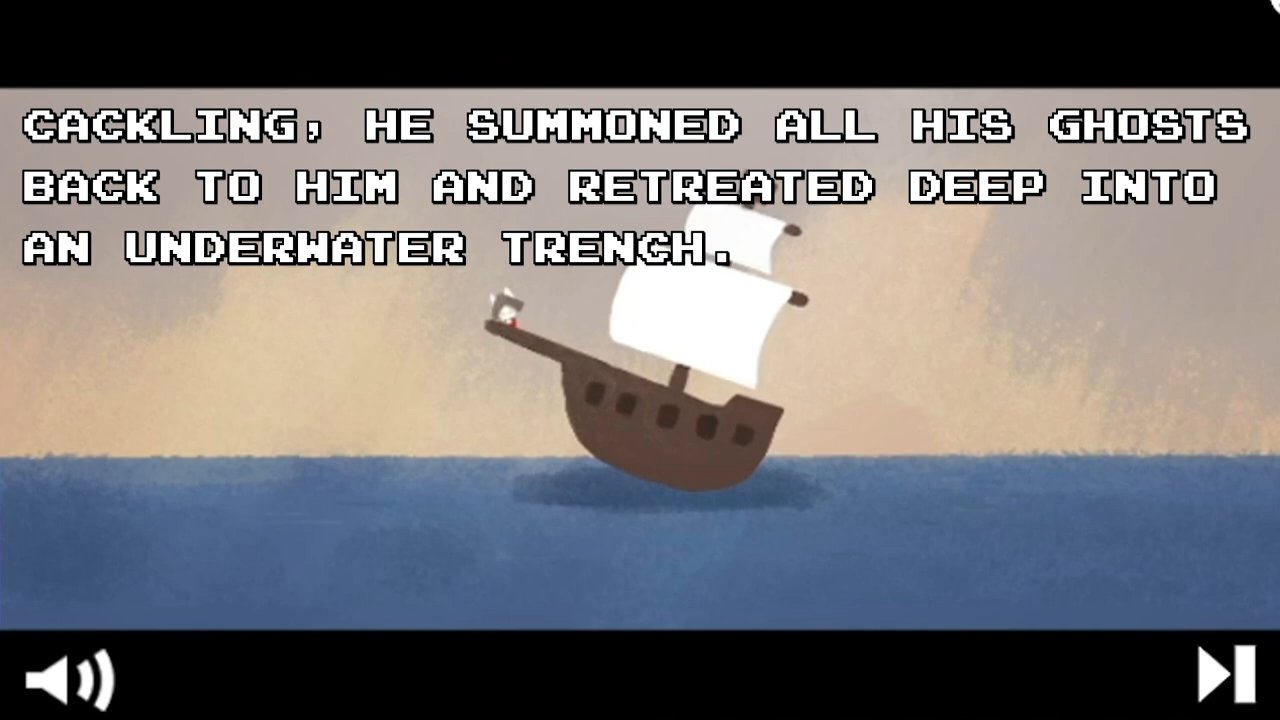 CACKLING, HE SUMMONED ALL HIS GHOSTS
BACK TO HIM AND RETREATED DEEP INTO
AN UNDERWATER TRENCH.